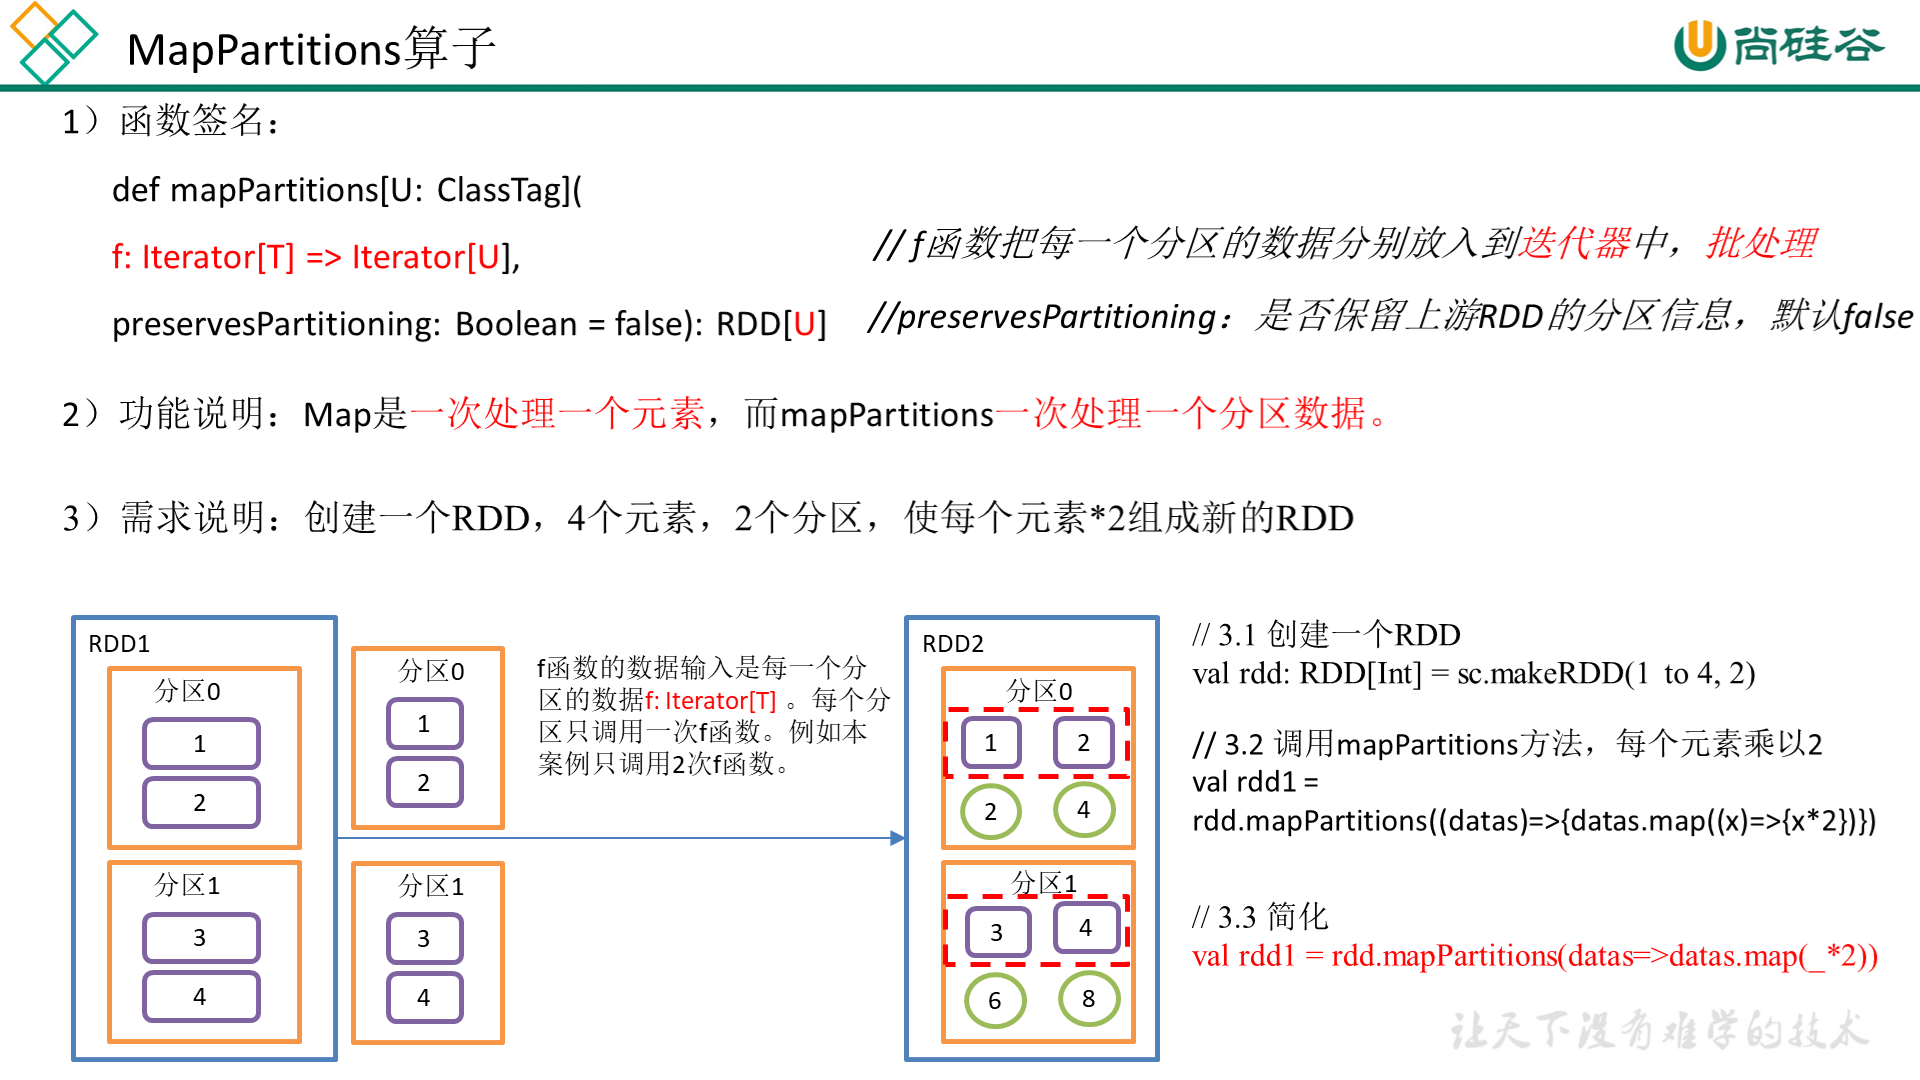 MapPartitions算子
尚硅谷
1）函数签名：
def mapPartitions[U: ClassTag](
f: Iterator[T] => Iterator[U],
// f函数把每一个分区的数据分别放入到迭代器中，批处理
preservesPartitioning: Boolean = false): RDD[U]
//preservesPartitioning：是否保留上游RDD的分区信息，默认false
2）功能说明：Map是一次处理一个元素，而mapPartitions一次处理一个分区数据。
3）需求说明：创建一个RDD，4个元素，2个分区，使每个元素*2组成新的RDD
RDD1
分区0
1
2
分区1
3
4
分区0
1
2
分区1
3
4
f函数的数据输入是每一个分
区的数据f: Iterator[T] 。每个分
区只调用一次f函数。例如本
案例只调用2次f函数。
RDD2
分区0
1 2
2 4
分区1
3 4
6 8
// 3.1 创建一个RDD
val rdd: RDD[Int] = sc.makeRDD(1 to 4, 2)
// 3.2 调用mapPartitions方法，每个元素乘以2
val rdd1 =
rdd.mapPartitions((datas)=>{datas.map((x)=>{x*2})})
// 3.3 简化
val rdd1 = rdd.mapPartitions(datas=>datas.map(_*2))
让天下没有难学的技术